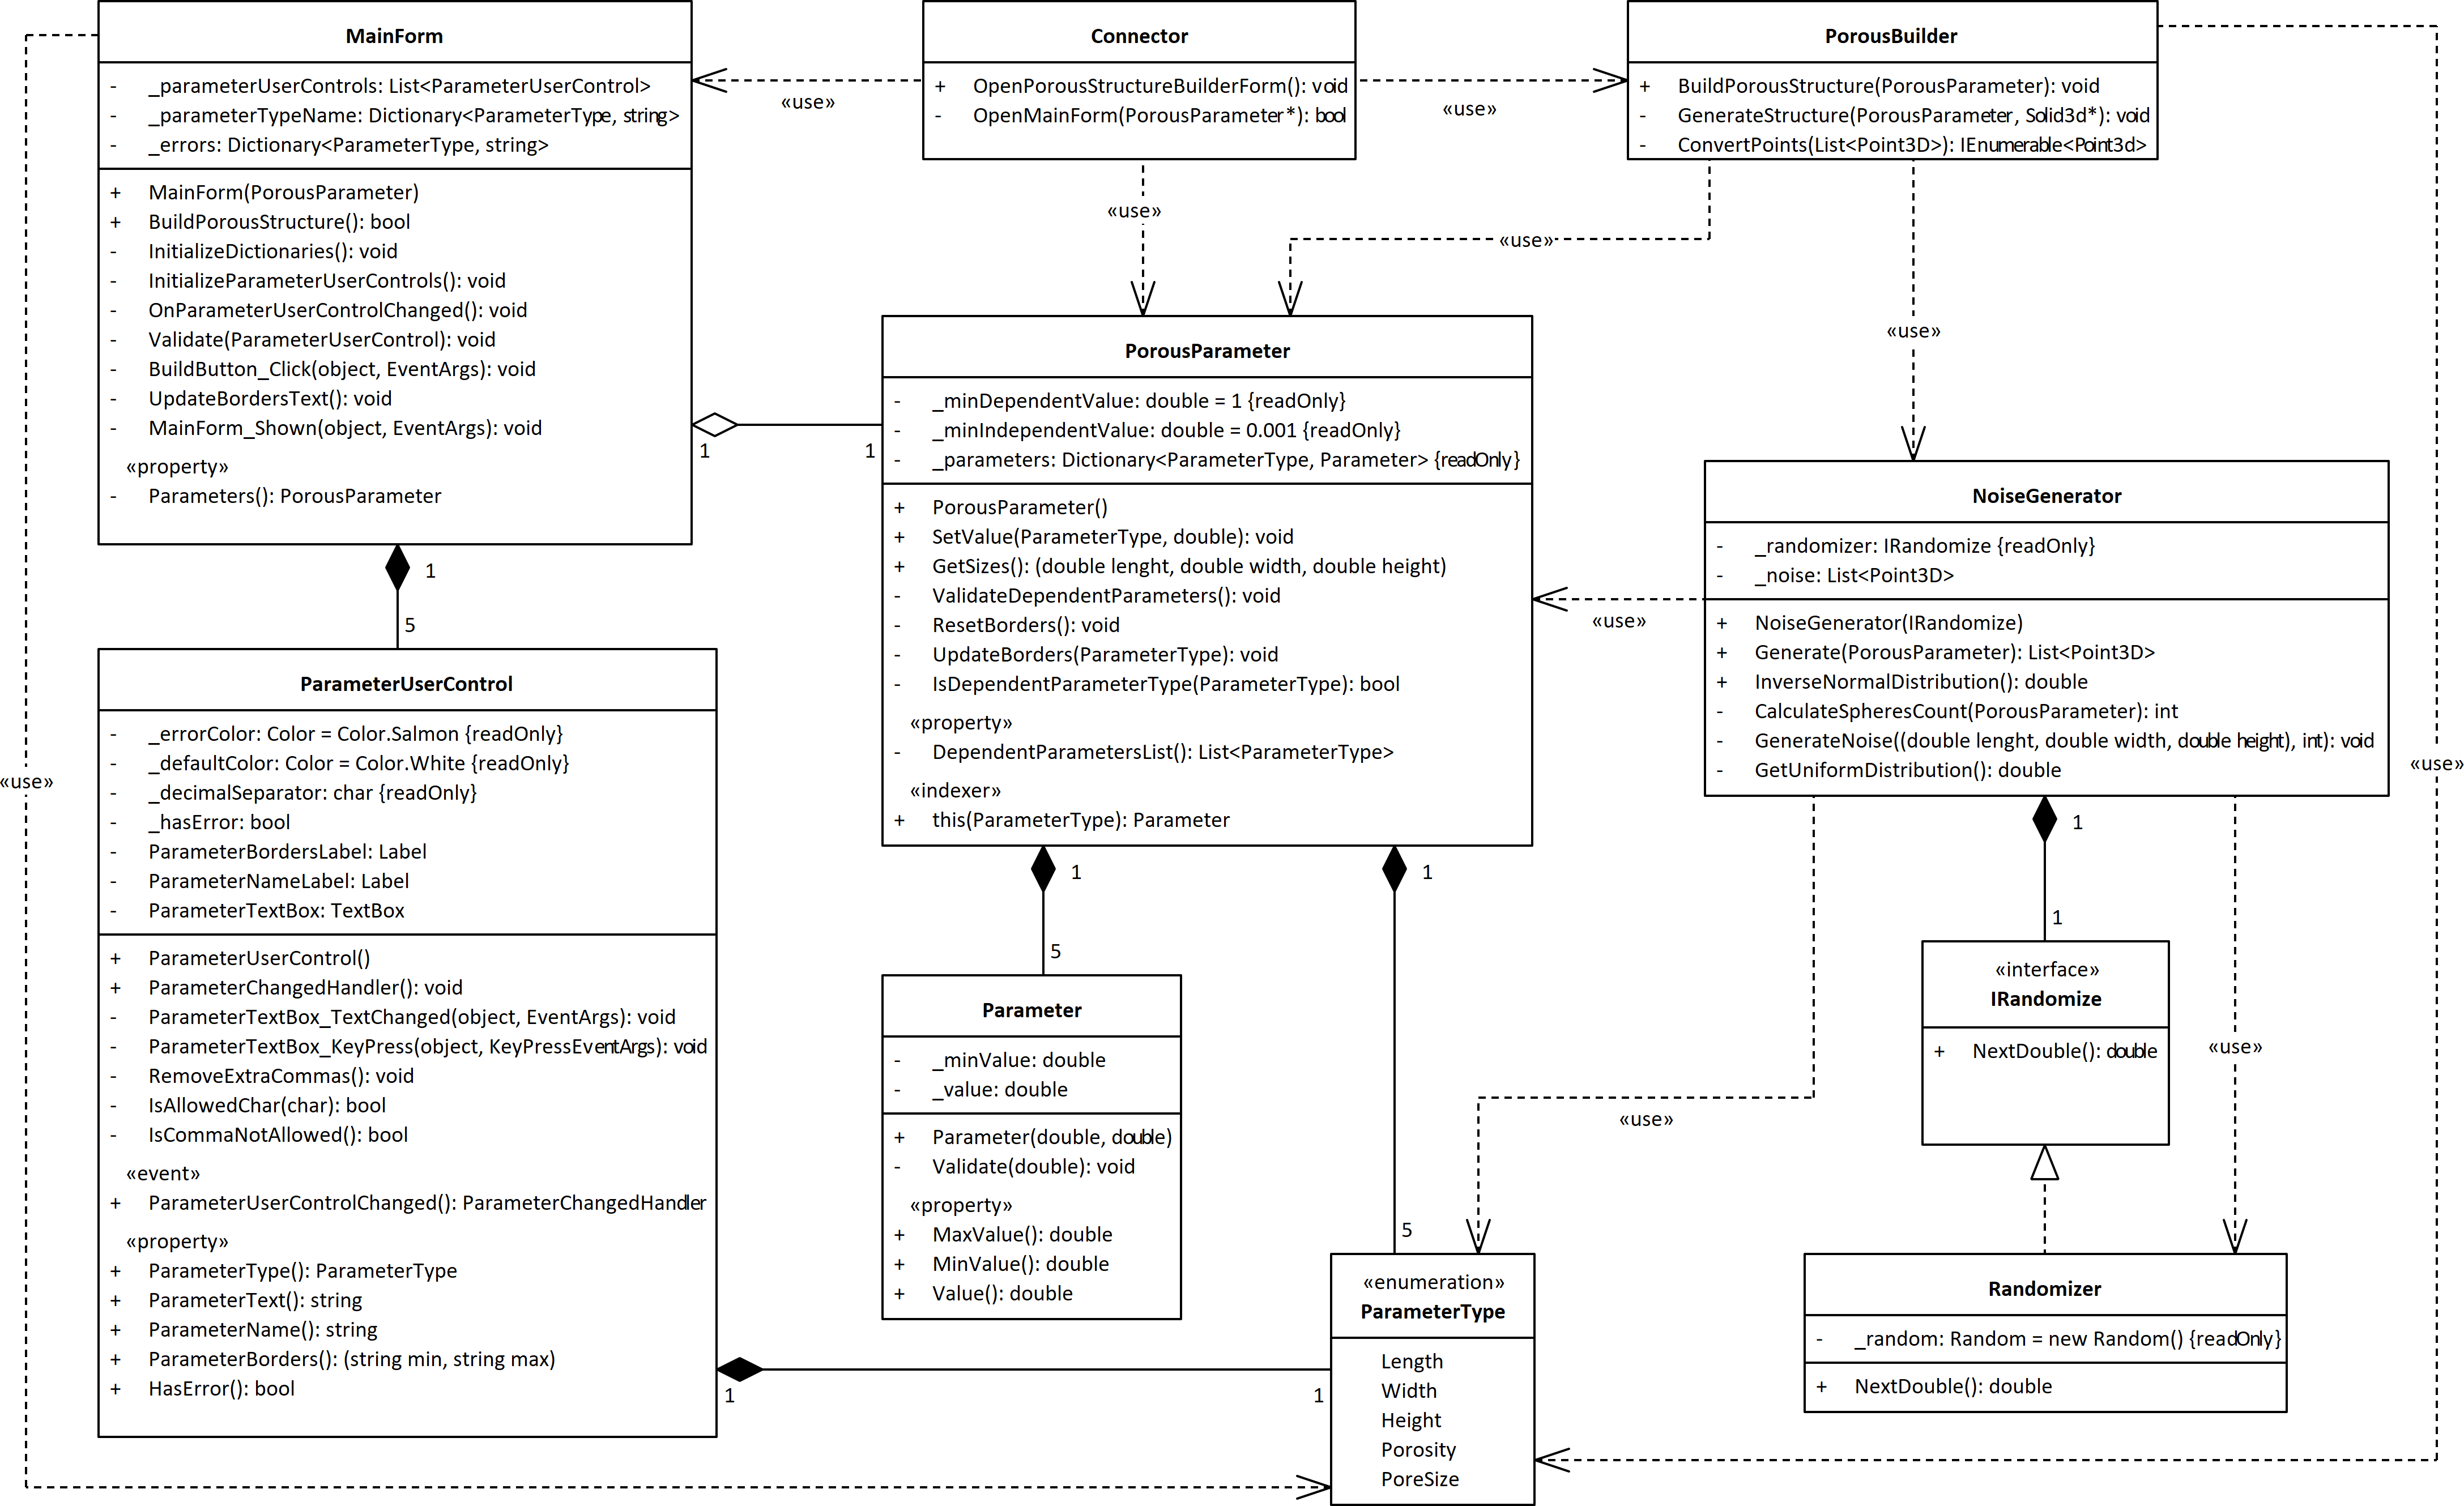 MainForm
- _parameterUserControls: List<ParameterUserControl>
- _parameterTypeName: Dictionary<ParameterType, string>
- _errors: Dictionary<ParameterType, string>
+ MainForm(PorousParameter)
+ BuildPorousStructure(): bool
- InitializeDictionaries(): void
- InitializeParameterUserControls(): void
- OnParameterUserControlChanged(): void
- Validate(ParameterUserControl): void
- BuildButton_Click(object, EventArgs): void
- UpdateBordersText(): void
- MainForm_Shown(object, EventArgs): void
«property»
- Parameters(): PorousParameter
«use»
Connector
+ OpenPorousStructureBuilderForm(): void
- OpenMainForm(PorousParameter*): bool
«use»
PorousBuilder
+ BuildPorousStructure(PorousParameter): void
- GenerateStructure(PorousParameter, Solid3d*): void
- ConvertPoints(List<Point3D>): IEnumerable<Point3d>
«use»
«use»
«use»
1
1
PorousParameter
- _minDependentValue: double = 1 {readOnly}
- _minIndependentValue: double = 0.001 {readOnly}
- _parameters: Dictionary<ParameterType, Parameter> {readOnly}
+ PorousParameter()
+ SetValue(ParameterType, double): void
+ GetSizes(): (double lenght, double width, double height)
- ValidateDependentParameters(): void
- ResetBorders(): void
- UpdateBorders(ParameterType): void
- IsDependentParameterType(ParameterType): bool
«property»
- DependentParametersList(): List<ParameterType>
«indexer»
+ this(ParameterType): Parameter
«use»
NoiseGenerator
- _randomizer: IRandomize {readOnly}
- _noise: List<Point3D>
+ NoiseGenerator(IRandomize)
+ Generate(PorousParameter): List<Point3D>
+ InverseNormalDistribution(): double
- CalculateSpheresCount(PorousParameter): int
- GenerateNoise((double lenght, double width, double height), int): void
- GetUniformDistribution(): double
«use»
«use»
1
5
ParameterUserControl
- _errorColor: Color = Color.Salmon {readOnly}
- _defaultColor: Color = Color.White {readOnly}
- _decimalSeparator: char {readOnly}
- _hasError: bool
- ParameterBordersLabel: Label
- ParameterNameLabel: Label
- ParameterTextBox: TextBox
+ ParameterUserControl()
+ ParameterChangedHandler(): void
- ParameterTextBox_TextChanged(object, EventArgs): void
- ParameterTextBox_KeyPress(object, KeyPressEventArgs): void
- RemoveExtraCommas(): void
- IsAllowedChar(char): bool
- IsCommaNotAllowed(): bool
«event»
+ ParameterUserControlChanged(): ParameterChangedHandler
«property»
+ ParameterType(): ParameterType
+ ParameterText(): string
+ ParameterName(): string
+ ParameterBorders(): (string min, string max)
+ HasError(): bool
1
5
Parameter
- _minValue: double
- _value: double
+ Parameter(double, double)
- Validate(double): void
«property»
+ MaxValue(): double
+ MinValue(): double
+ Value(): double
1
5
«use»
1
1
«enumeration»
ParameterType
Length
Width
Height
Porosity
PoreSize
1
1
«interface»
IRandomize
+ NextDouble(): double
«use»
Randomizer
- _random: Random = new Random() {readOnly}
+ NextDouble(): double